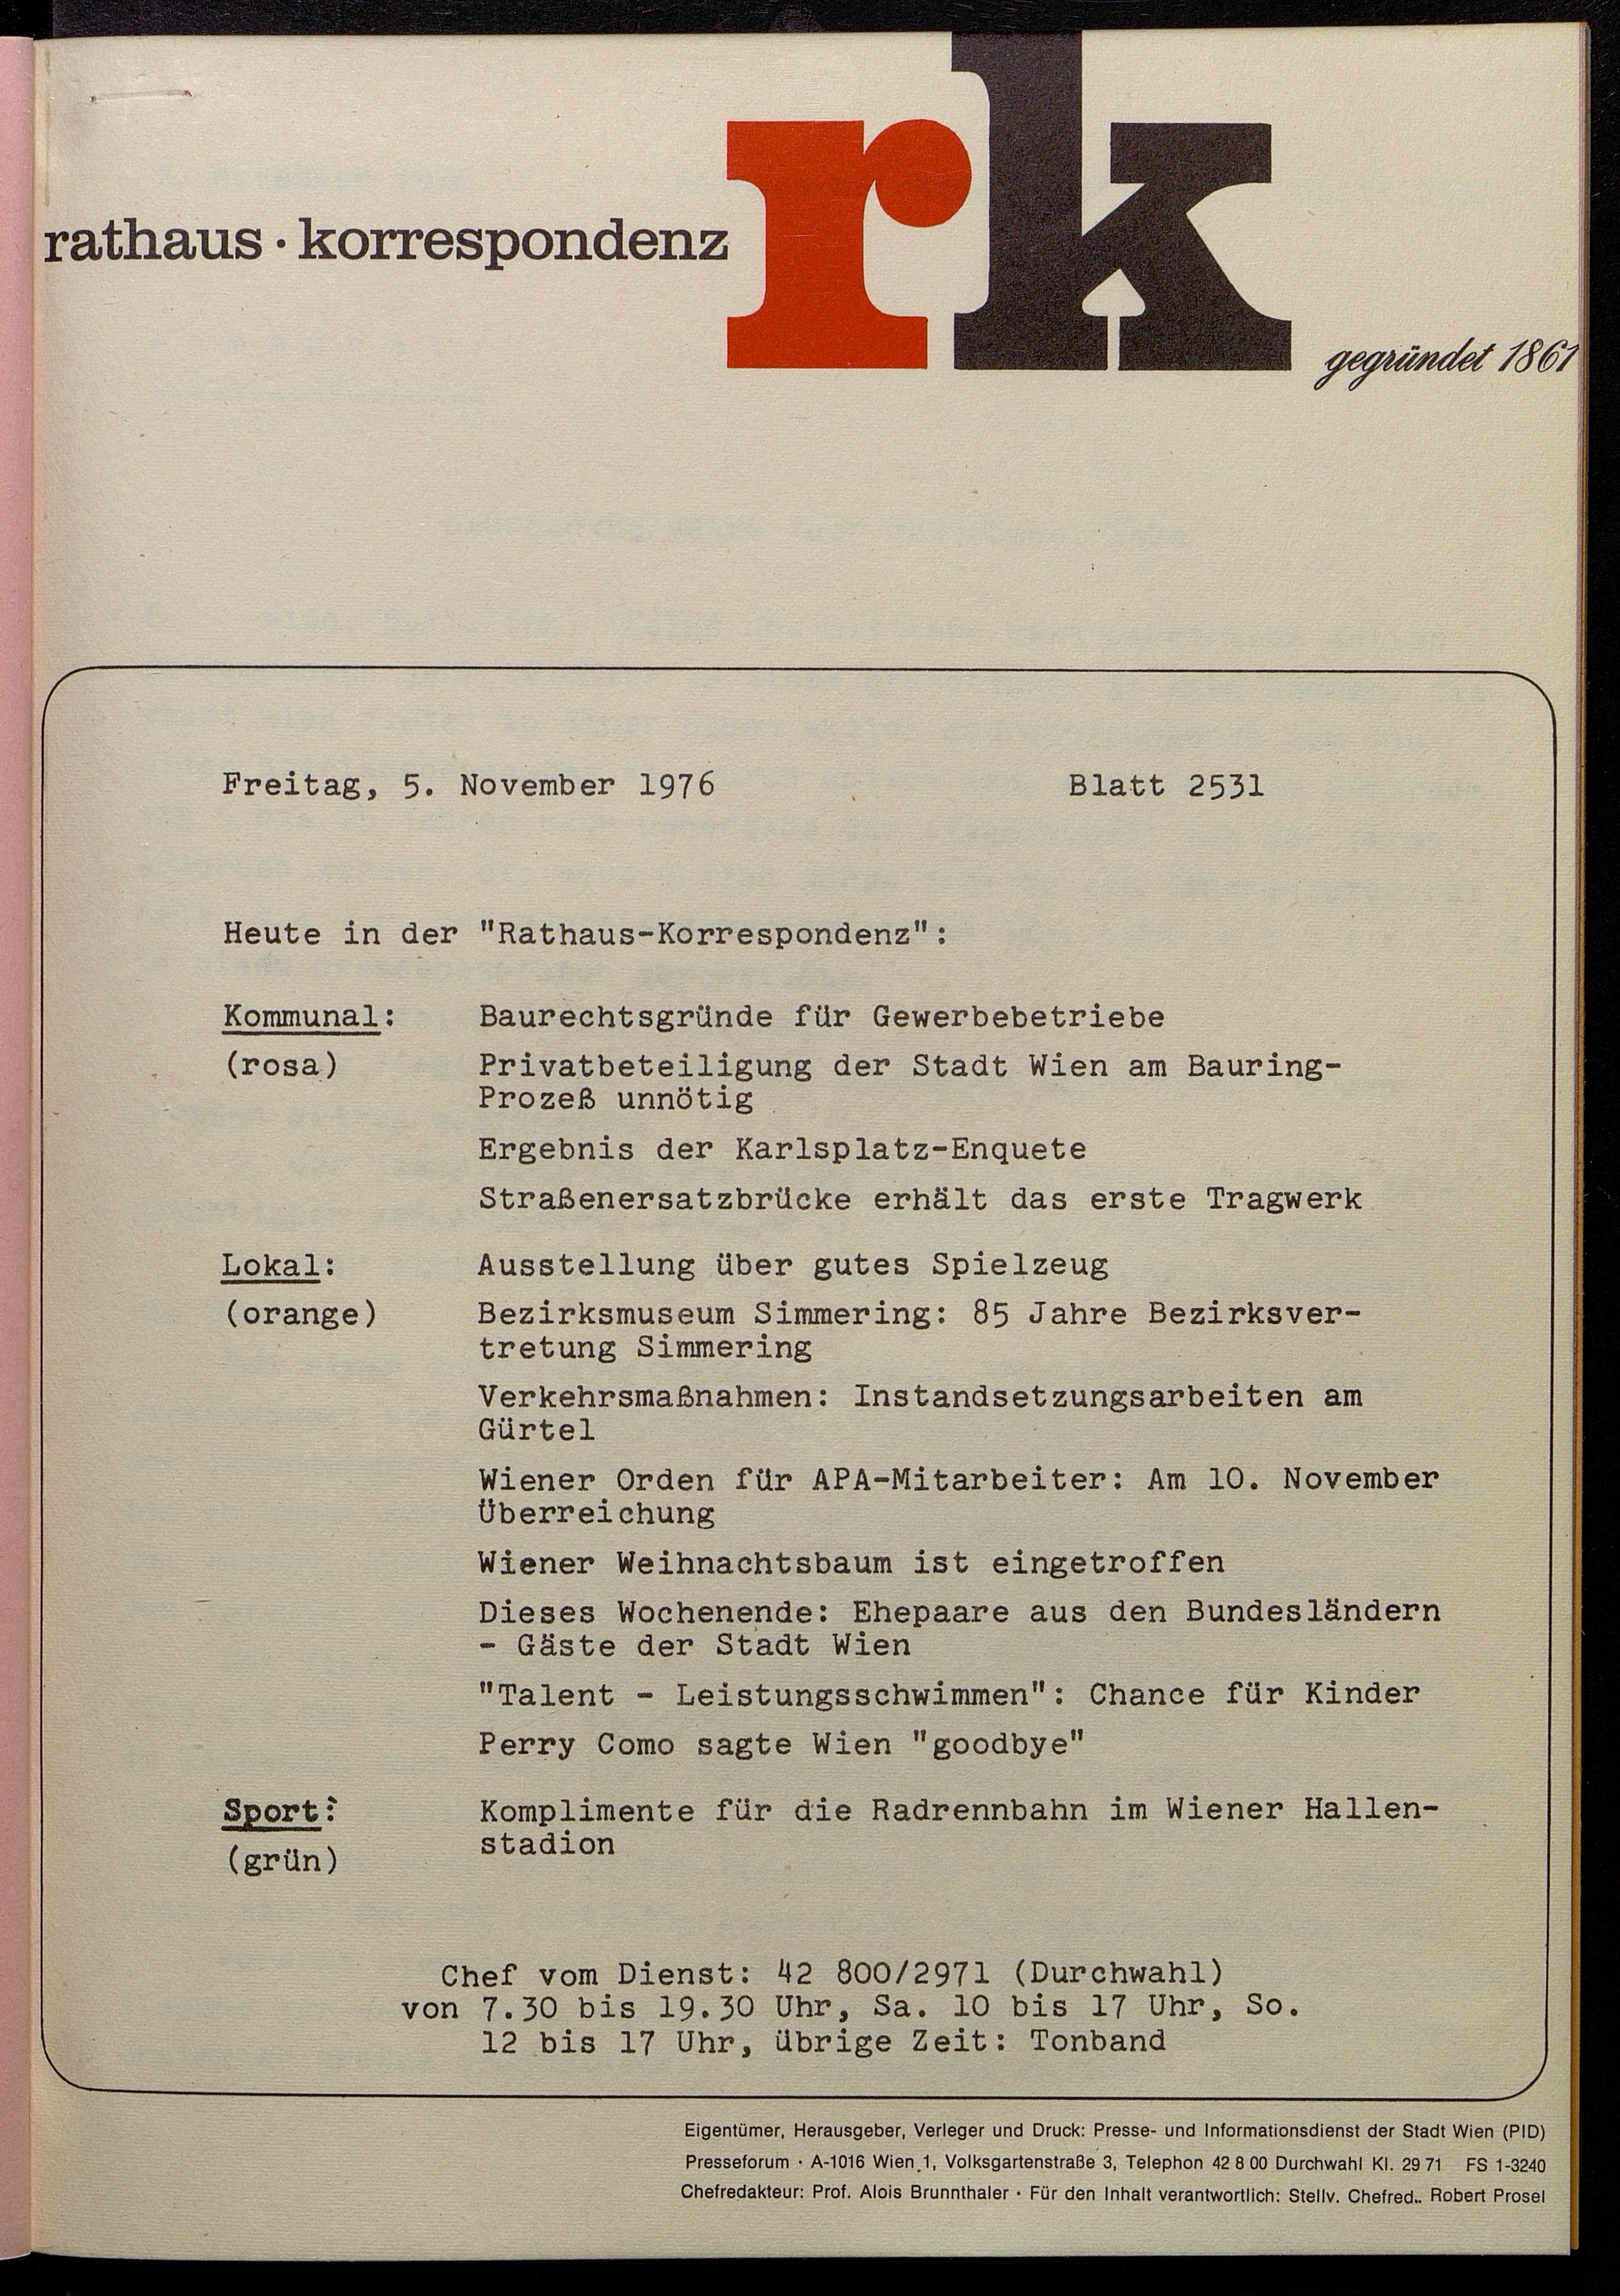 rathaus · korrespondenz
rk
gegründet 1861
Freitag, 5. November 1976 Blatt 2531
Heute in der "Rathaus-Korrespondenz":
Kommunal: Baurechtsgründe für Gewerbebetriebe
(rosa) Privatbeteiligung der Stadt Wien am Bauring-
Prozeß unnötig
Ergebnis der Karlsplatz-Enquete
Straßenersatzbrücke erhält das erste Tragwerk
Lokal: Ausstellung über gutes Spielzeug
(orange) Bezirksmuseum Simmering: 85 Jahre Bezirksver-
tretung Simmering
Verkehrsmaßnahmen: Instandsetzungsarbeiten am
Gürtel
Wiener Orden für APA-Mitarbeiter: Am 10. November
Überreichung
Wiener Weihnachtsbaum ist eingetroffen
Dieses Wochenende: Ehepaare aus den Bundesländern
- Gäste der Stadt Wien
"Talent - Leistungsschwimmen": Chance für Kinder
Perry Como sagte Wien "goodbye"
Sport: Komplimente für die Radrennbahn im Wiener Hallen-
stadion
(grün)
Chef vom Dienst: 42 800/2971 (Durchwahl)
von 7.30 bis 19.30 Uhr, Sa. 10 bis 17 Uhr, So.
12 bis 17 Uhr, übrige Zeit: Tonband
Eigentümer, Herausgeber, Verleger und Druck: Presse- und Informationsdienst der Stadt Wien (PID)
Presseforum · A-1016 Wien 1, Volksgartenstraße 3, Telephon 42 8 00 Durchwahl Kl. 29 71 FS 1-3240
Chefredakteur: Prof. Alois Brunnthaler · Für den Inhalt verantwortlich: Stellv. Chefred.. Robert Prosel